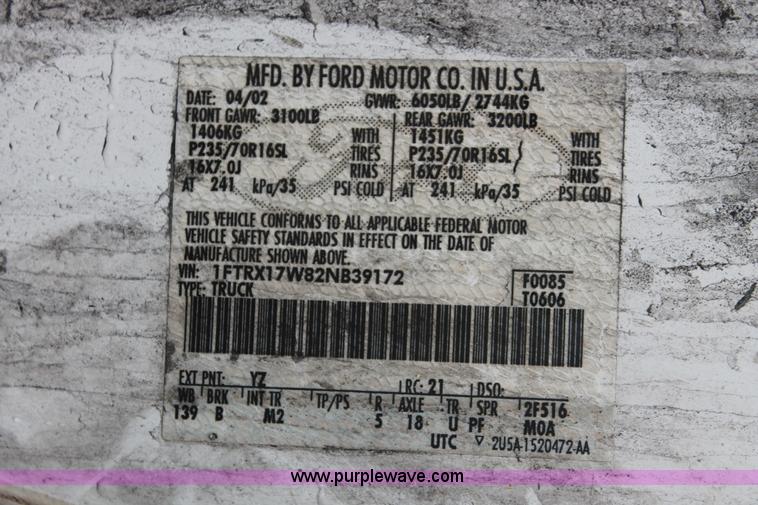 MFD. BY FORD MOTOR CO. IN U.S.A.
DATE: 04/02 GVWR: 6050LB/2744KG
FRONT GAWR: 3100LB REAR GAWR: 3200LB
1406KG WITH 1451KG WITH
P235/70R16SL TIRES P235/70R16SL TIRES
16X7.0J RIMS 16X7.0J RIMS
AT 241 kPa/35 PSI COLD AT 241 kPa/35 PSI COLD
THIS VEHICLE CONFORMS TO ALL APPLICABLE FEDERAL MOTOR
VEHICLE SAFETY STANDARDS IN EFFECT ON THE DATE OF
MANUFACTURE SHOWN ABOVE.
VIN: 1FTRX17W82NB39172 F0085
TYPE: TRUCK T0606
EXT PNT: YZ RC: 21 DSO:
WB BRK INT TR TP/PS R AXLE TR SPR 2F516
139 B M2 5 18 U PF MOA
UTC ▽ 2U5A-1520472-AA
www.purplewave.com